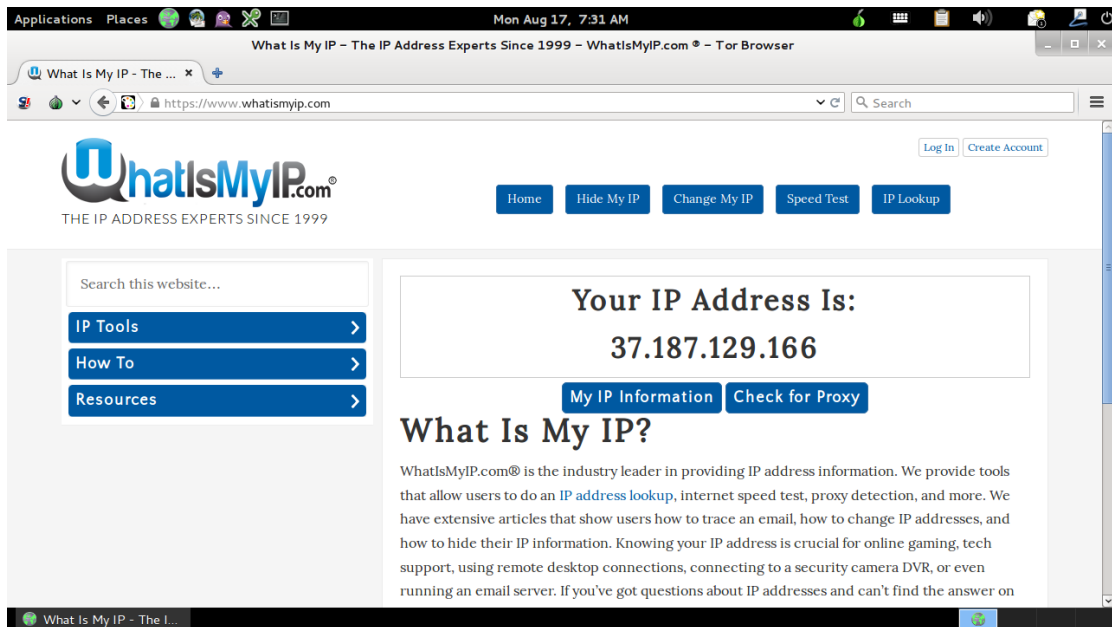 Applications Places Mon Aug 17, 7:31 AM
What Is My IP – The IP Address Experts Since 1999 – WhatIsMyIP.com ® – Tor Browser
What Is My IP - The ...
https://www.whatismyip.com Search
Log In Create Account
WhatIsMyIP.com®
THE IP ADDRESS EXPERTS SINCE 1999
Home Hide My IP Change My IP Speed Test IP Lookup
Search this website...
IP Tools
How To
Resources
Your IP Address Is:
37.187.129.166
My IP Information Check for Proxy
What Is My IP?
WhatIsMyIP.com® is the industry leader in providing IP address information. We provide tools
that allow users to do an IP address lookup, internet speed test, proxy detection, and more. We
have extensive articles that show users how to trace an email, how to change IP addresses, and
how to hide their IP information. Knowing your IP address is crucial for online gaming, tech
support, using remote desktop connections, connecting to a security camera DVR, or even
running an email server. If you've got questions about IP addresses and can't find the answer on
What Is My IP - The I...